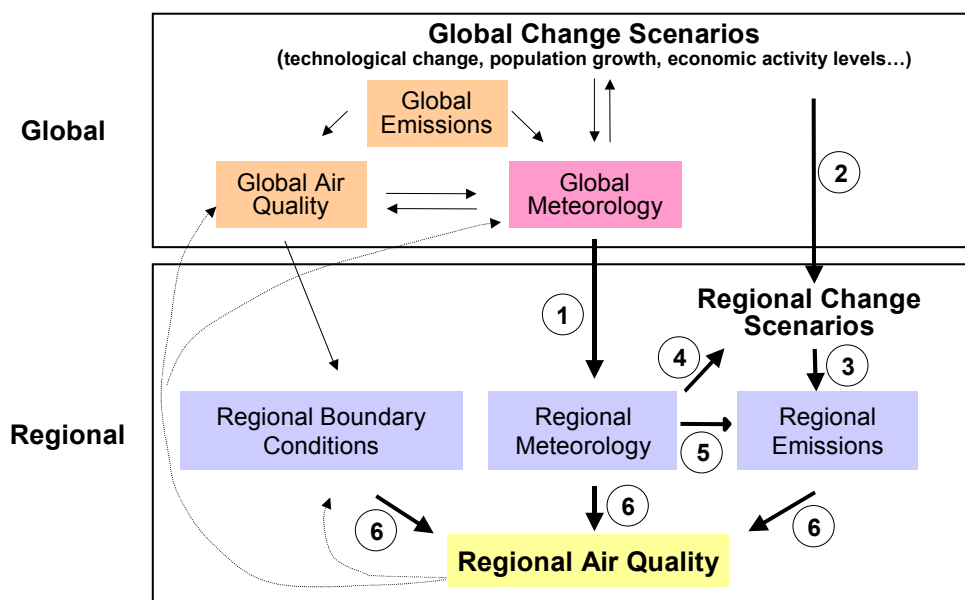 Global Change Scenarios
(technological change, population growth, economic activity levels…)
Global
Emissions
Global
2
Global Air
Quality
Global
Meteorology
1
Regional Change
Scenarios
4
3
Regional
Regional Boundary
Conditions
Regional
Meteorology
5
Regional
Emissions
6
6
6
Regional Air Quality